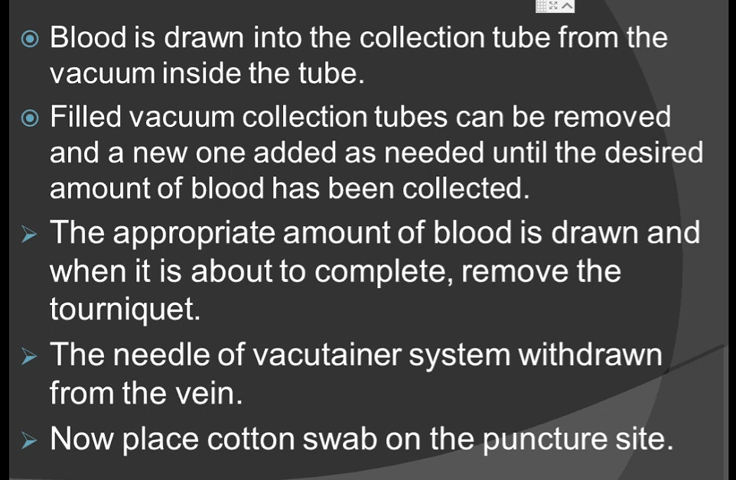 Blood is drawn into the collection tube from the
vacuum inside the tube.
Filled vacuum collection tubes can be removed
and a new one added as needed until the desired
amount of blood has been collected.
The appropriate amount of blood is drawn and
when it is about to complete, remove the
tourniquet.
The needle of vacutainer system withdrawn
from the vein.
Now place cotton swab on the puncture site.